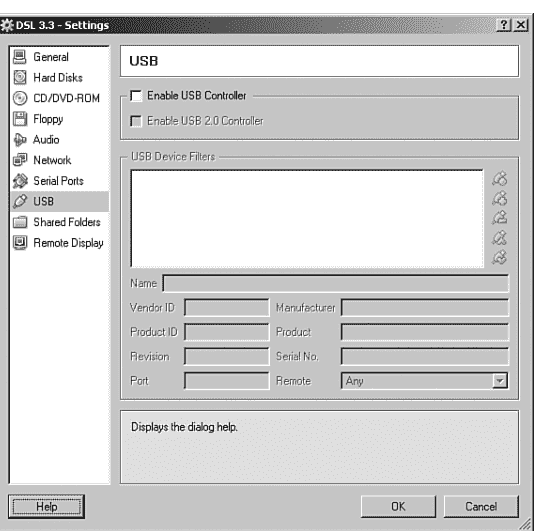 DSL 3.3 - Settings
General
Hard Disks
CD/DVD-ROM
Floppy
Audio
Network
Serial Ports
USB
Shared Folders
Remote Display
USB
Enable USB Controller
Enable USB 2.0 Controller
USB Device Filters
Name
Vendor ID Manufacturer
Product ID Product
Revision Serial No.
Port Remote Any
Displays the dialog help.
Help OK Cancel